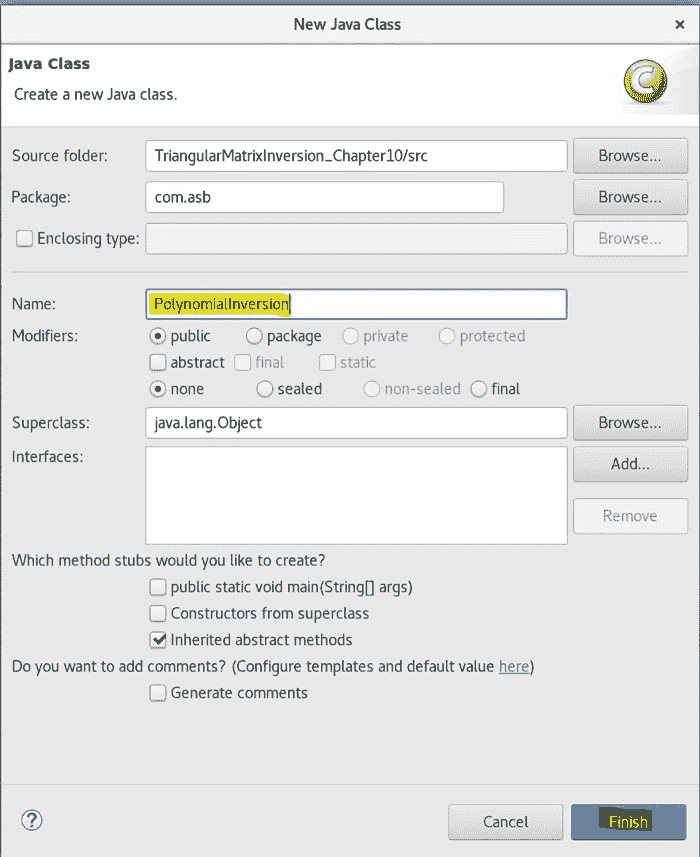 New Java Class
×
Java Class
Create a new Java class.
Source folder: TriangularMatrixInversion_Chapter10/src Browse...
Package: com.asb Browse...
Enclosing type: Browse...
Name: PolynomialInversion
Modifiers: public package private protected
abstract final static
none sealed non-sealed final
Superclass: java.lang.Object Browse...
Interfaces: Add...
Remove
Which method stubs would you like to create?
public static void main(String[] args)
Constructors from superclass
Inherited abstract methods
Do you want to add comments? (Configure templates and default value here)
Generate comments
? Cancel Finish